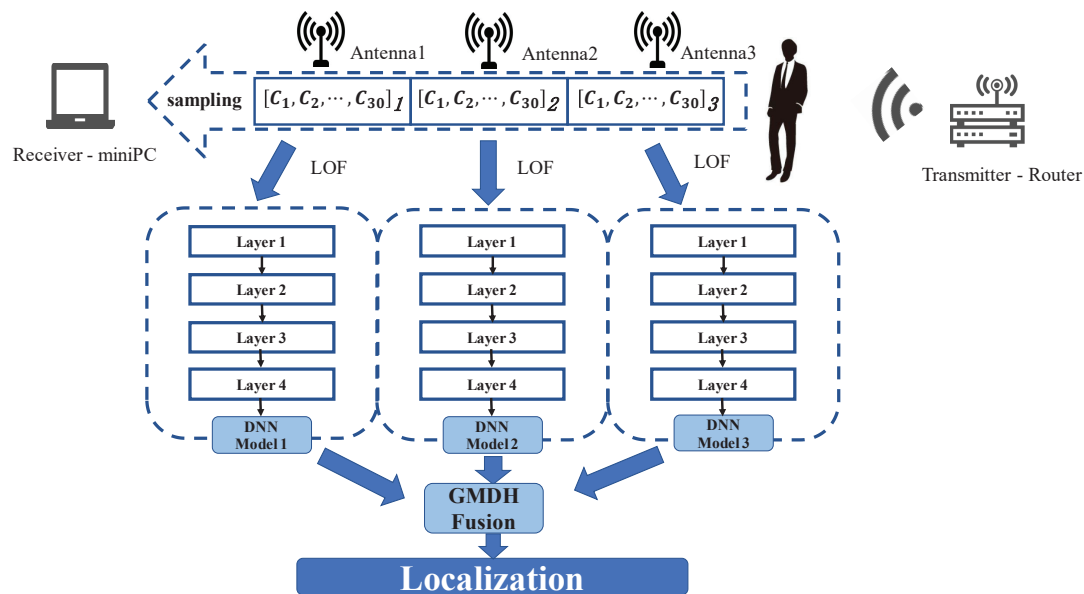 Antenna1
Antenna2
Antenna3
sampling
[C₁, C₂, ⋯, C₃₀]1
[C₁, C₂, ⋯, C₃₀]2
[C₁, C₂, ⋯, C₃₀]3
Receiver - miniPC
Transmitter - Router
LOF
LOF
LOF
Layer 1
Layer 2
Layer 3
Layer 4
DNN
Model 1
Layer 1
Layer 2
Layer 3
Layer 4
DNN
Model 2
Layer 1
Layer 2
Layer 3
Layer 4
DNN
Model 3
GMDH
Fusion
Localization